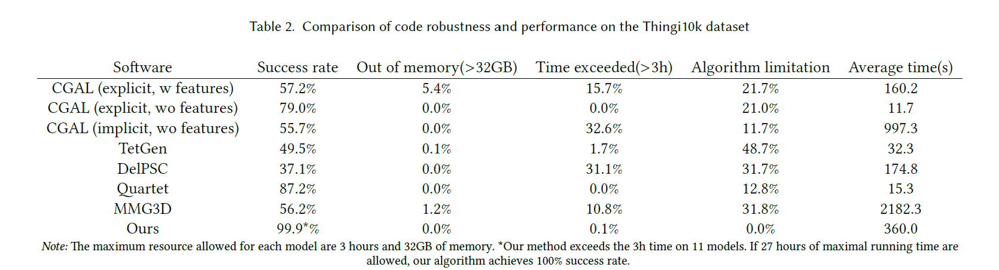 Table 2. Comparison of code robustness and performance on the Thingi10k dataset
Software Success rate Out of memory(>32GB) Time exceeded(>3h) Algorithm limitation Average time(s)
CGAL (explicit, w features) 57.2% 5.4% 15.7% 21.7% 160.2
CGAL (explicit, wo features) 79.0% 0.0% 0.0% 21.0% 11.7
CGAL (implicit, wo features) 55.7% 0.0% 32.6% 11.7% 997.3
TetGen 49.5% 0.1% 1.7% 48.7% 32.3
DelPSC 37.1% 0.0% 31.1% 31.7% 174.8
Quartet 87.2% 0.0% 0.0% 12.8% 15.3
MMG3D 56.2% 1.2% 10.8% 31.8% 2182.3
Ours 99.9*% 0.0% 0.1% 0.0% 360.0
Note: The maximum resource allowed for each model are 3 hours and 32GB of memory. *Our method exceeds the 3h time on 11 models. If 27 hours of maximal running time are
allowed, our algorithm achieves 100% success rate.